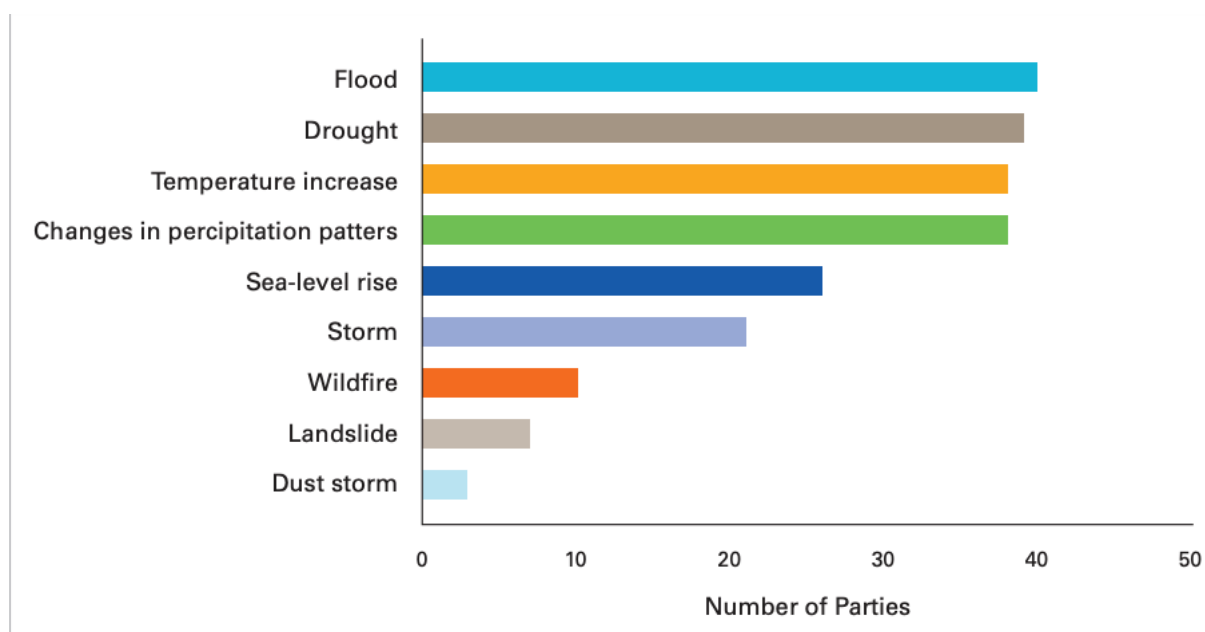 Flood
Drought
Temperature increase
Changes in percipitation patters
Sea-level rise
Storm
Wildfire
Landslide
Dust storm
0 10 20 30 40 50
Number of Parties